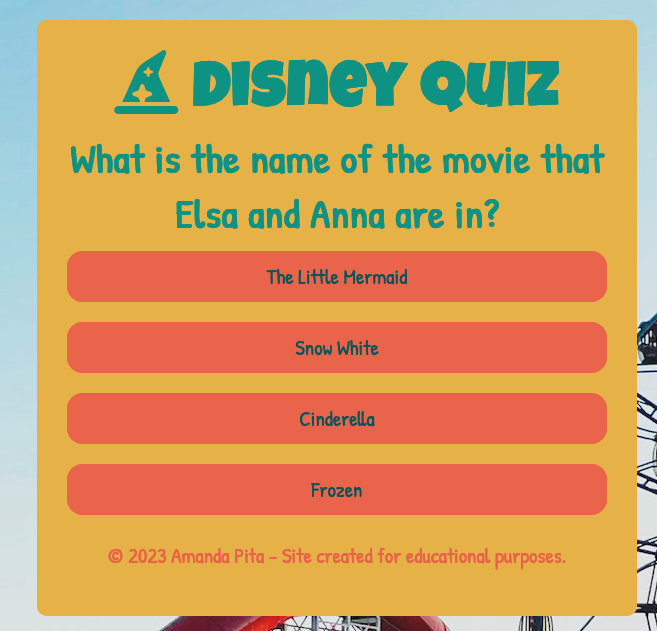 Disney Quiz
What is the name of the movie that
Elsa and Anna are in?
The Little Mermaid
Snow White
Cinderella
Frozen
© 2023 Amanda Pita - Site created for educational purposes.